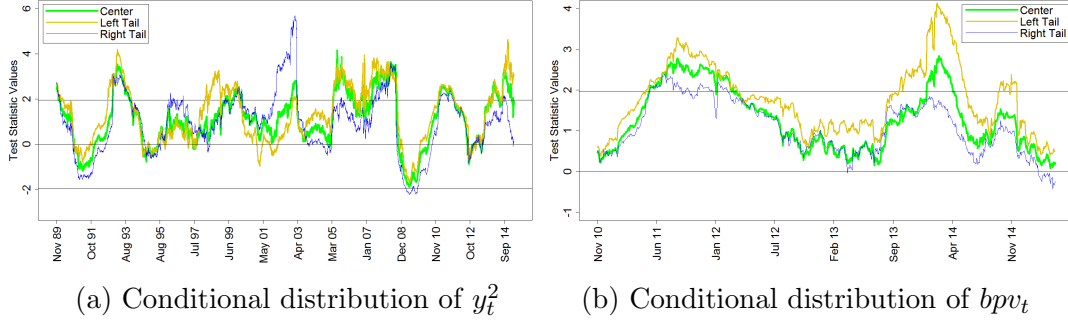 Test Statistic Values
6
4
2
0
-2
Center
Left Tail
Right Tail
Nov 89
Oct 91
Aug 93
Aug 95
Jul 97
Jun 99
May 01
Apr 03
Mar 05
Jan 07
Dec 08
Nov 10
Oct 12
Sep 14
(a) Conditional distribution of $y_t^2$
Test Statistic Values
4
3
2
1
0
-1
Center
Left Tail
Right Tail
Nov 10
Jun 11
Jan 12
Jul 12
Feb 13
Sep 13
Apr 14
Nov 14
(b) Conditional distribution of $bpv_t$